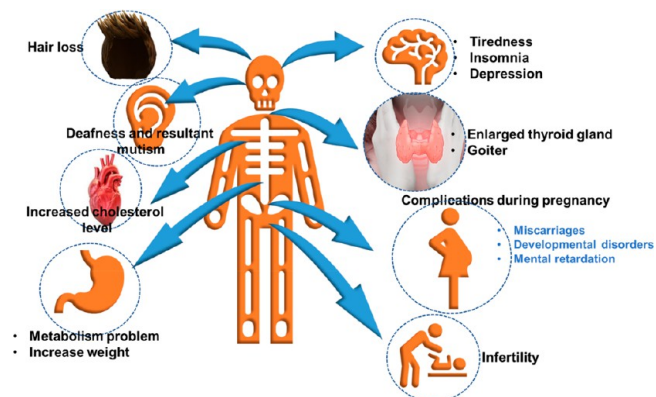 Hair loss
Deafness and resultant
mutism
Increased cholesterol
level
• Metabolism problem
• Increase weight
• Tiredness
• Insomnia
• Depression
• Enlarged thyroid gland
• Goiter
Complications during pregnancy
• Miscarriages
• Developmental disorders
• Mental retardation
Infertility